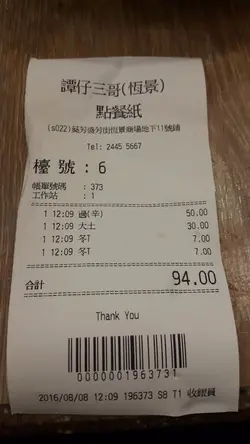 譚仔三哥(恆景)
點餐紙
Tel: 2445 5667
檯 號 : 6
帳單號碼 : 373
工作站 : 1
1 12:09 過(辛) 50.00
1 12:09 大土 30.00
1 12:09 冬T 7.00
1 12:09 冬T 7.00
合計 94.00
Thank You
0000001963731
2016/08/08 12:09 196373 S8 T1 收銀員